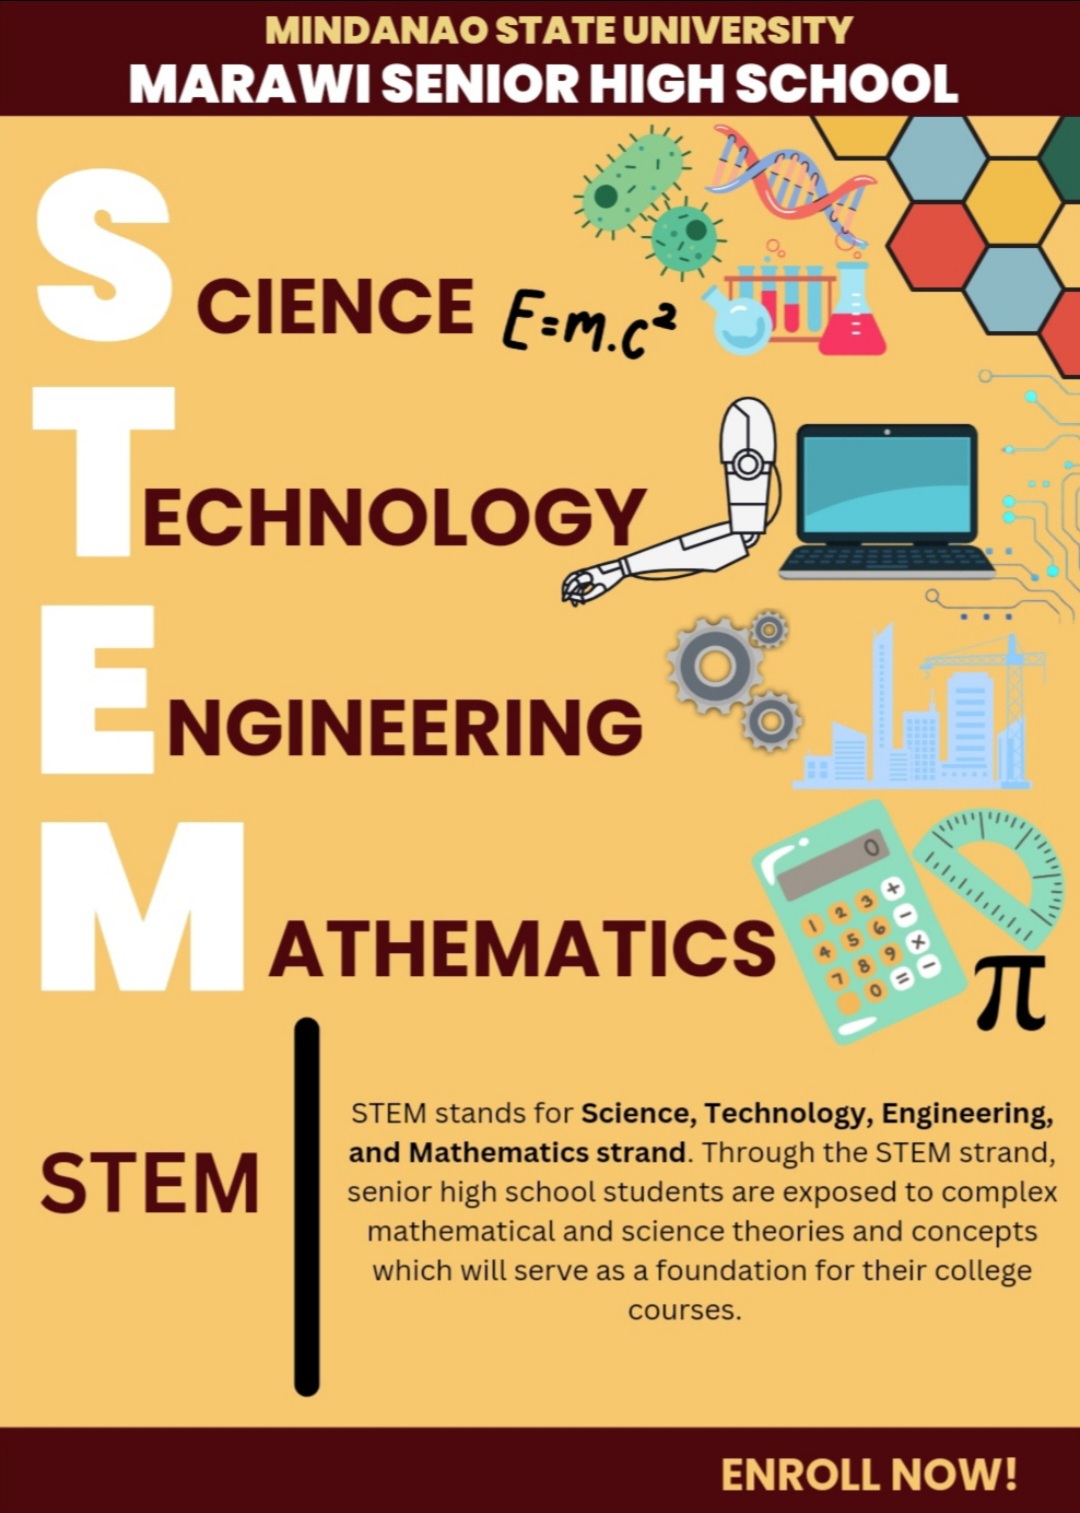 MINDANAO STATE UNIVERSITY
MARAWI SENIOR HIGH SCHOOL
SCIENCE
E=m.c²
TECHNOLOGY
ENGINEERING
MATHEMATICS
0
1 2 3 +
4 5 6 −
7 8 9 ×
0 = −
π
STEM
STEM stands for Science, Technology, Engineering,
and Mathematics strand. Through the STEM strand,
senior high school students are exposed to complex
mathematical and science theories and concepts
which will serve as a foundation for their college
courses.
ENROLL NOW!